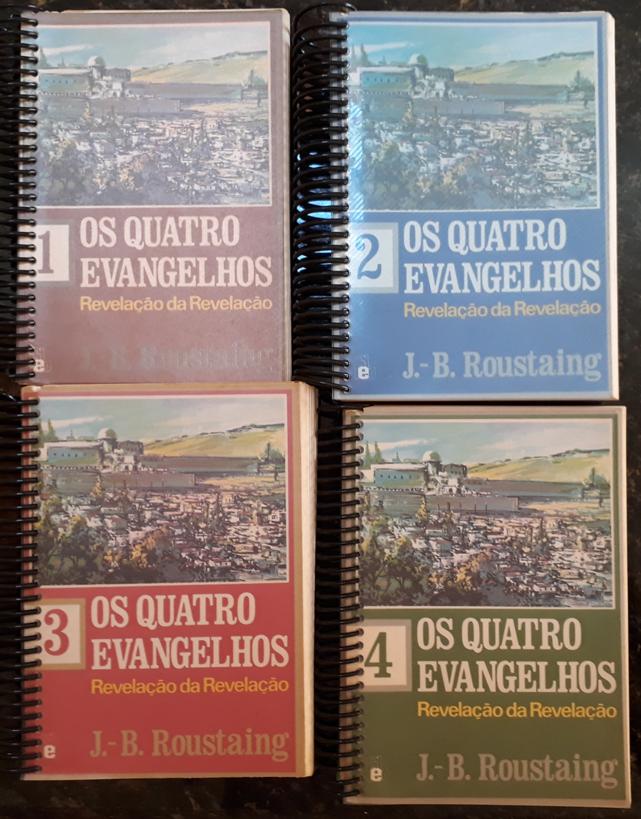 1
OS QUATRO
EVANGELHOS
Revelação da Revelação
J.-B. Roustaing
2
OS QUATRO
EVANGELHOS
Revelação da Revelação
J.-B. Roustaing
3
OS QUATRO
EVANGELHOS
Revelação da Revelação
J.-B. Roustaing
4
OS QUATRO
EVANGELHOS
Revelação da Revelação
J.-B. Roustaing